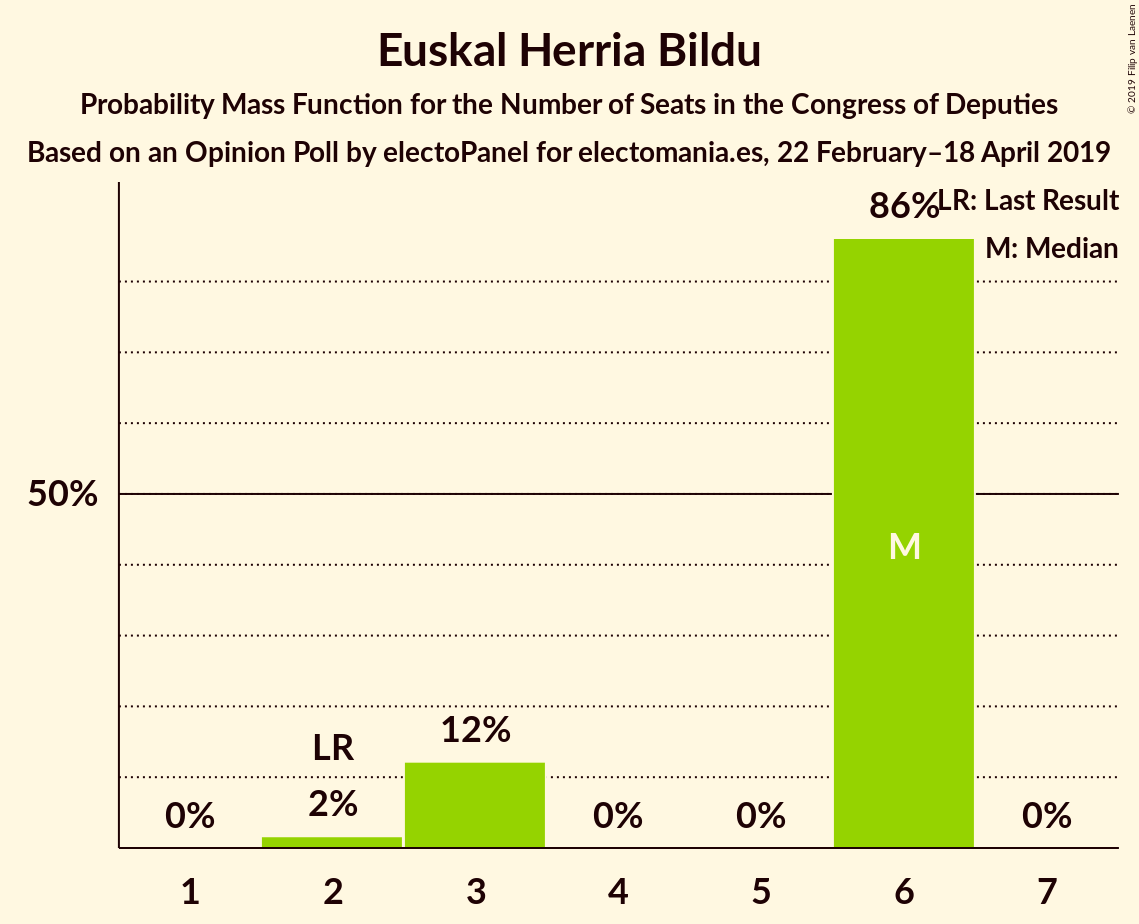 Euskal Herria Bildu
Probability Mass Function for the Number of Seats in the Congress of Deputies
Based on an Opinion Poll by electoPanel for electomania.es, 22 February–18 April 2019
© 2019 Filip van Laenen
LR: Last Result
M: Median
86%
50%
M
12%
LR
2%
0%
0%
0%
0%
1 2 3 4 5 6 7